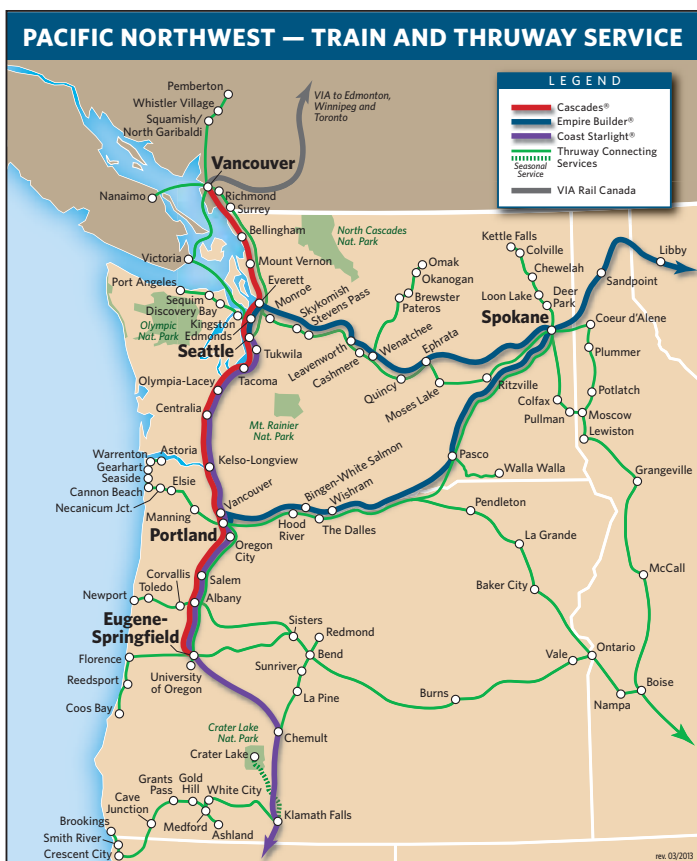 PACIFIC NORTHWEST — TRAIN AND THRUWAY SERVICE
LEGEND
Cascades®
Empire Builder®
Coast Starlight®
Thruway Connecting
Services
Seasonal
Service
VIA Rail Canada
VIA to Edmonton,
Winnipeg and
Toronto
Pemberton
Whistler Village
Squamish/
North Garibaldi
Vancouver
Nanaimo
Richmond
Surrey
Bellingham
North Cascades
Nat. Park
Victoria
Mount Vernon
Port Angeles
Everett
Monroe
Skykomish
Stevens Pass
Sequim
Discovery Bay
Olympic
Nat. Park
Kingston
Edmonds
Seattle
Tukwila
Tacoma
Olympia-Lacey
Centralia
Mt. Rainier
Nat. Park
Leavenworth
Cashmere
Wenatchee
Omak
Okanogan
Brewster
Pateros
Quincy
Ephrata
Moses Lake
Ritzville
Kettle Falls
Colville
Chewelah
Loon Lake
Deer
Park
Spokane
Sandpoint
Libby
Coeur d'Alene
Plummer
Potlatch
Colfax
Pullman
Moscow
Lewiston
Grangeville
McCall
Pasco
Walla Walla
Warrenton
Astoria
Gearhart
Seaside
Cannon Beach
Elsie
Necanicum Jct.
Manning
Kelso-Longview
Vancouver
Portland
Oregon
City
Hood
River
Bingen-White Salmon
Wishram
The Dalles
Pendleton
La Grande
Baker City
Salem
Albany
Corvallis
Toledo
Newport
Eugene-
Springfield
University
of Oregon
Florence
Reedsport
Coos Bay
Sisters
Redmond
Bend
Sunriver
La Pine
Burns
Vale
Ontario
Nampa
Boise
Chemult
Crater Lake
Nat. Park
Crater Lake
Klamath Falls
Grants
Pass
Gold
Hill
White City
Medford
Ashland
Cave
Junction
Brookings
Smith River
Crescent City
rev. 03/2013